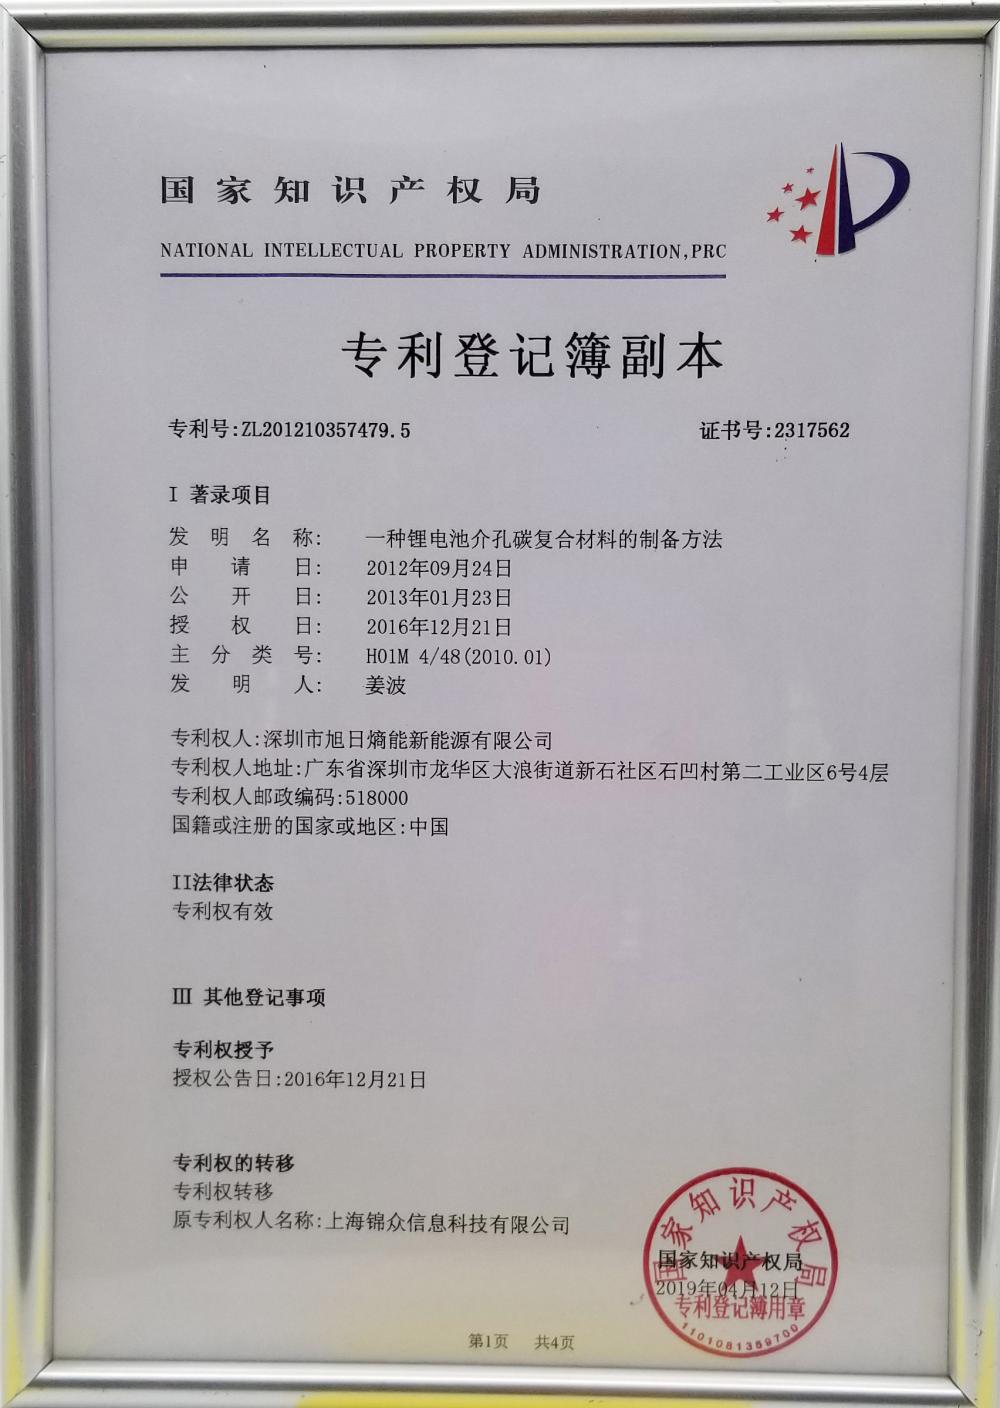 国家知识产权局
NATIONAL INTELLECTUAL PROPERTY ADMINISTRATION,PRC
专利登记簿副本
专利号:ZL201210357479.5 证书号:2317562
I 著录项目
发明名称: 一种锂电池介孔碳复合材料的制备方法
申请日: 2012年09月24日
公开日: 2013年01月23日
授权日: 2016年12月21日
主分类号: H01M 4/48(2010.01)
发明人: 姜波
专利权人:深圳市旭日熵能新能源有限公司
专利权人地址:广东省深圳市龙华区大浪街道新石社区石凹村第二工业区6号4层
专利权人邮政编码:518000
国籍或注册的国家或地区:中国
II法律状态
专利权有效
III 其他登记事项
专利权授予
授权公告日:2016年12月21日
专利权的转移
专利权转移
原专利权人名称:上海锦众信息科技有限公司
国家知识产权局
国家知识产权局
2019年04月12日
专利登记簿用章
1101081359700
第1页 共4页